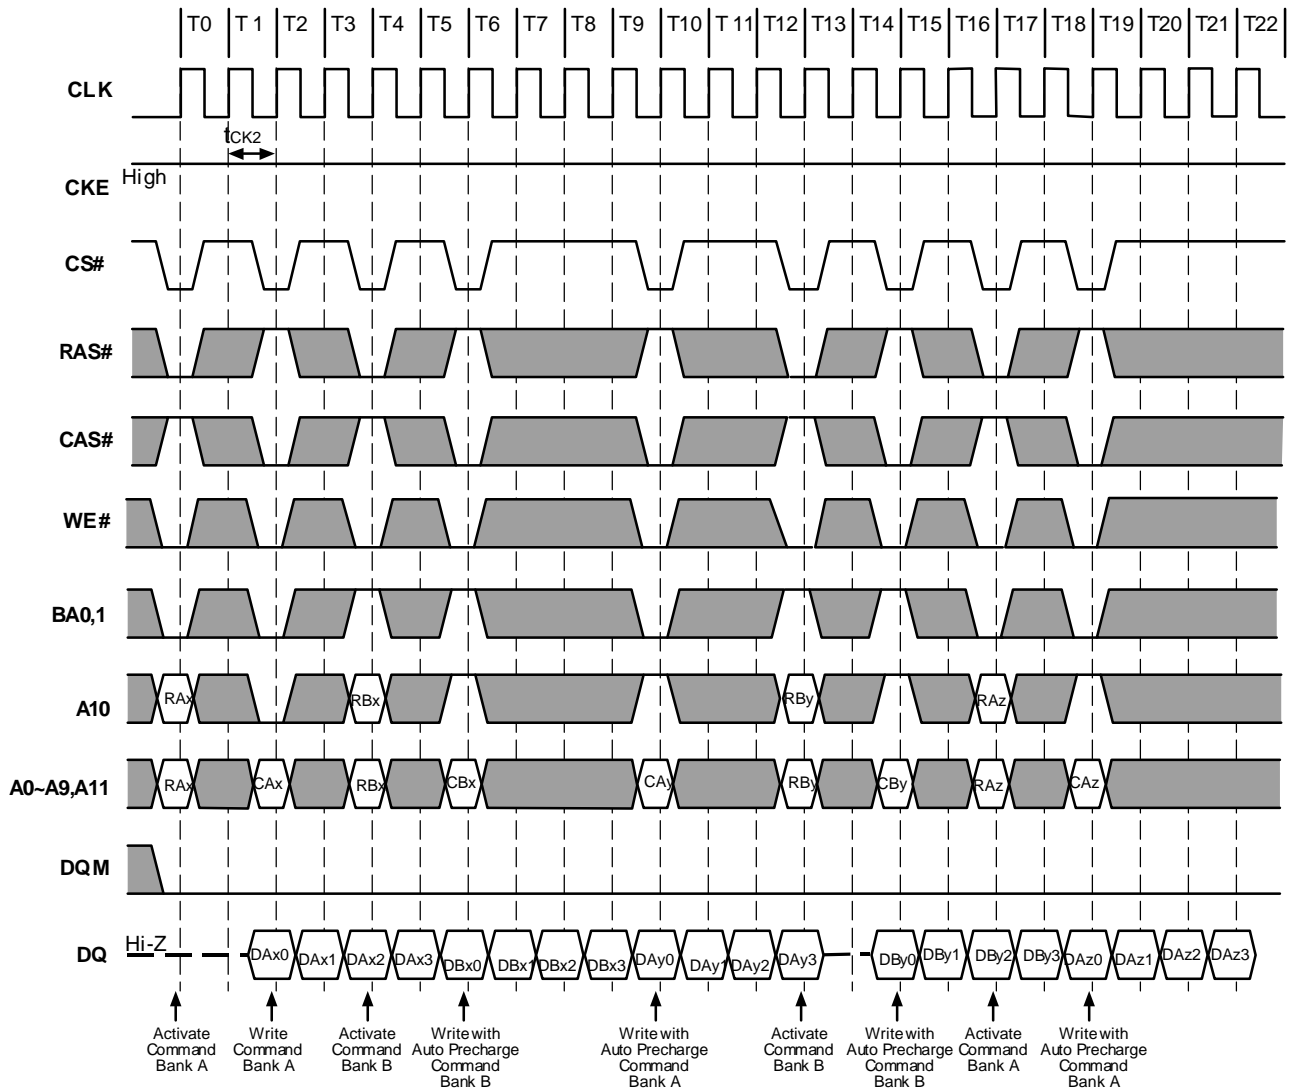 T0 T 1 T2 T3 T4 T5 T6 T7 T8 T9 T10 T 11 T12 T13 T14 T15 T16 T17 T18 T19 T20 T21 T22
CLK
tCK2
CKE High
CS#
RAS#
CAS#
WE#
BA0,1
A10 RAx RBx RBy RAz
A0~A9,A11 RAx CAx RBx CBx CAy RBy CBy RAz CAz
DQM
DQ Hi-Z DAx0 DAx1 DAx2 DAx3 DBx0 DBx1 DBx2 DBx3 DAy0 DAy1 DAy2 DAy3 DBy0 DBy1 DBy2 DBy3 DAz0 DAz1 DAz2 DAz3
Activate
Command
Bank A
Write
Command
Bank A
Activate
Command
Bank B
Write with
Auto Precharge
Command
Bank B
Write with
Auto Precharge
Command
Bank A
Activate
Command
Bank B
Write with
Auto Precharge
Command
Bank B
Activate
Command
Bank A
Write with
Auto Precharge
Command
Bank A